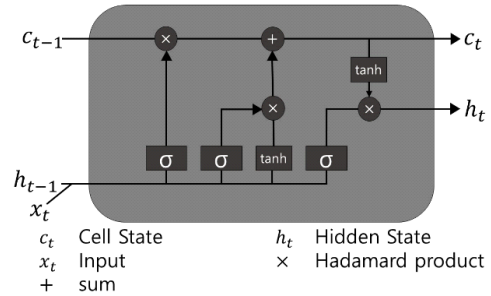 c_{t−1} × + c_t
tanh
× × h_t
σ σ tanh σ
h_{t−1}
x_t
c_t Cell State h_t Hidden State
x_t Input × Hadamard product
+ sum